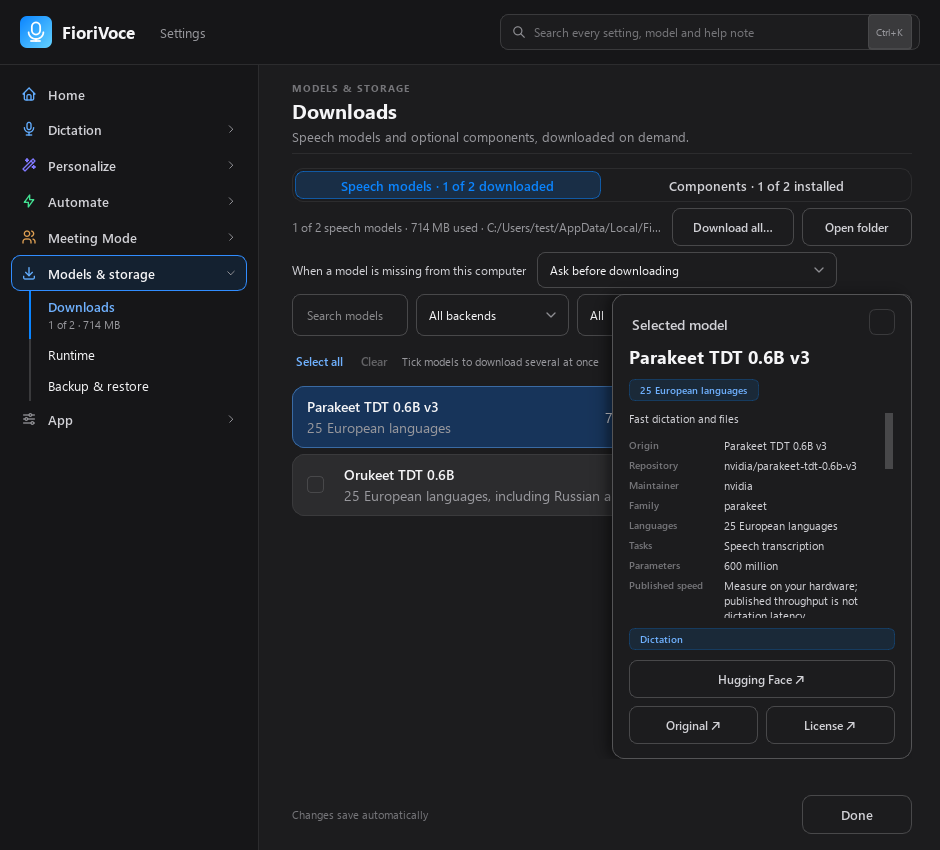 FioriVoce
Settings
Search every setting, model and help note
Ctrl+K
Home
Dictation
Personalize
Automate
Meeting Mode
Models & storage
Downloads
1 of 2 · 714 MB
Runtime
Backup & restore
App
MODELS & STORAGE
Downloads
Speech models and optional components, downloaded on demand.
Speech models · 1 of 2 downloaded
Components · 1 of 2 installed
1 of 2 speech models · 714 MB used · C:/Users/test/AppData/Local/Fi...
Download all...
Open folder
When a model is missing from this computer
Ask before downloading
Search models
All backends
All
Select all
Clear
Tick models to download several at once
Parakeet TDT 0.6B v3
7
25 European languages
Orukeet TDT 0.6B
25 European languages, including Russian a
Selected model
Parakeet TDT 0.6B v3
25 European languages
Fast dictation and files
Origin Parakeet TDT 0.6B v3
Repository nvidia/parakeet-tdt-0.6b-v3
Maintainer nvidia
Family parakeet
Languages 25 European languages
Tasks Speech transcription
Parameters 600 million
Published speed Measure on your hardware;
published throughput is not
dictation latency
Dictation
Hugging Face ↗
Original ↗
License ↗
Changes save automatically
Done